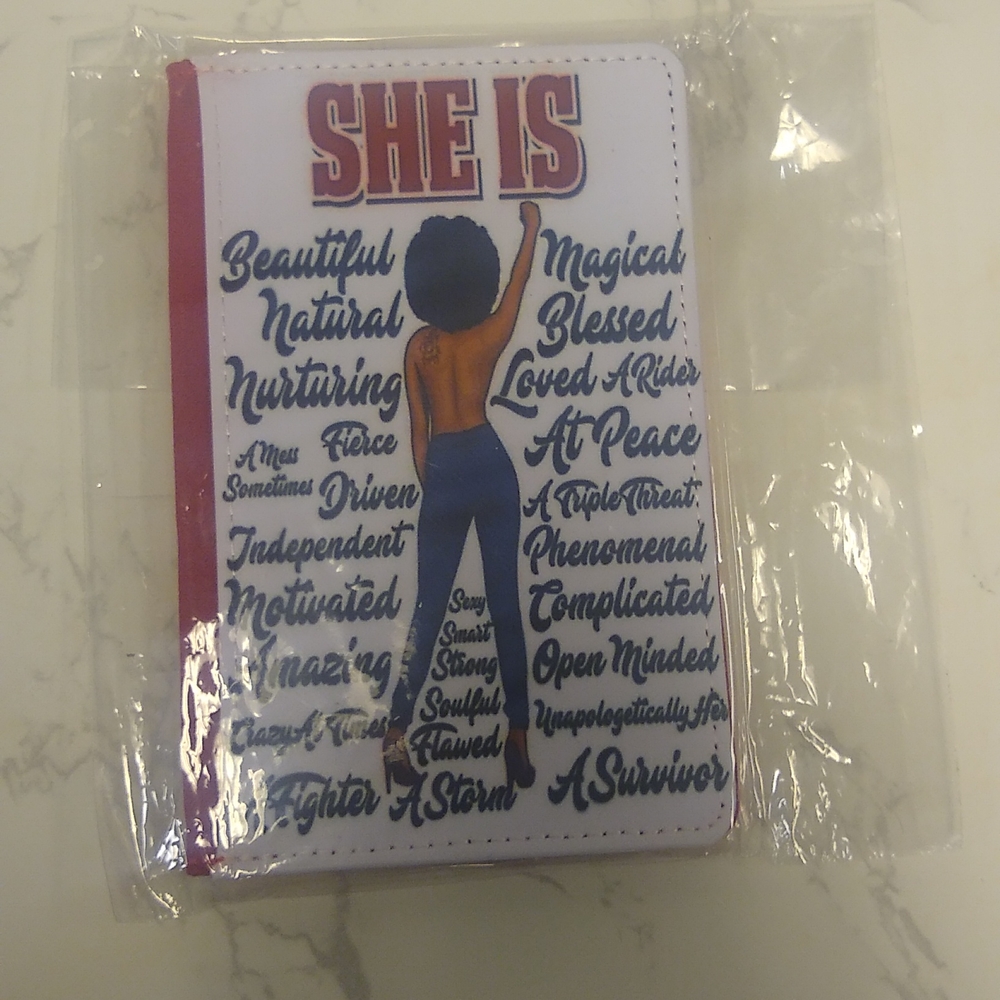 SHE IS
Beautiful
Natural
Nurturing
Fierce
A Mess
Sometimes
Driven
Independent
Motivated
Amazing
Crazy At Times
A Fighter
Sexy
Smart
Strong
Soulful
Flawed
A Storm
Magical
Blessed
Loved A Rider
At Peace
A Triple Threat
Phenomenal
Complicated
Open Minded
Unapologetically Her
A Survivor